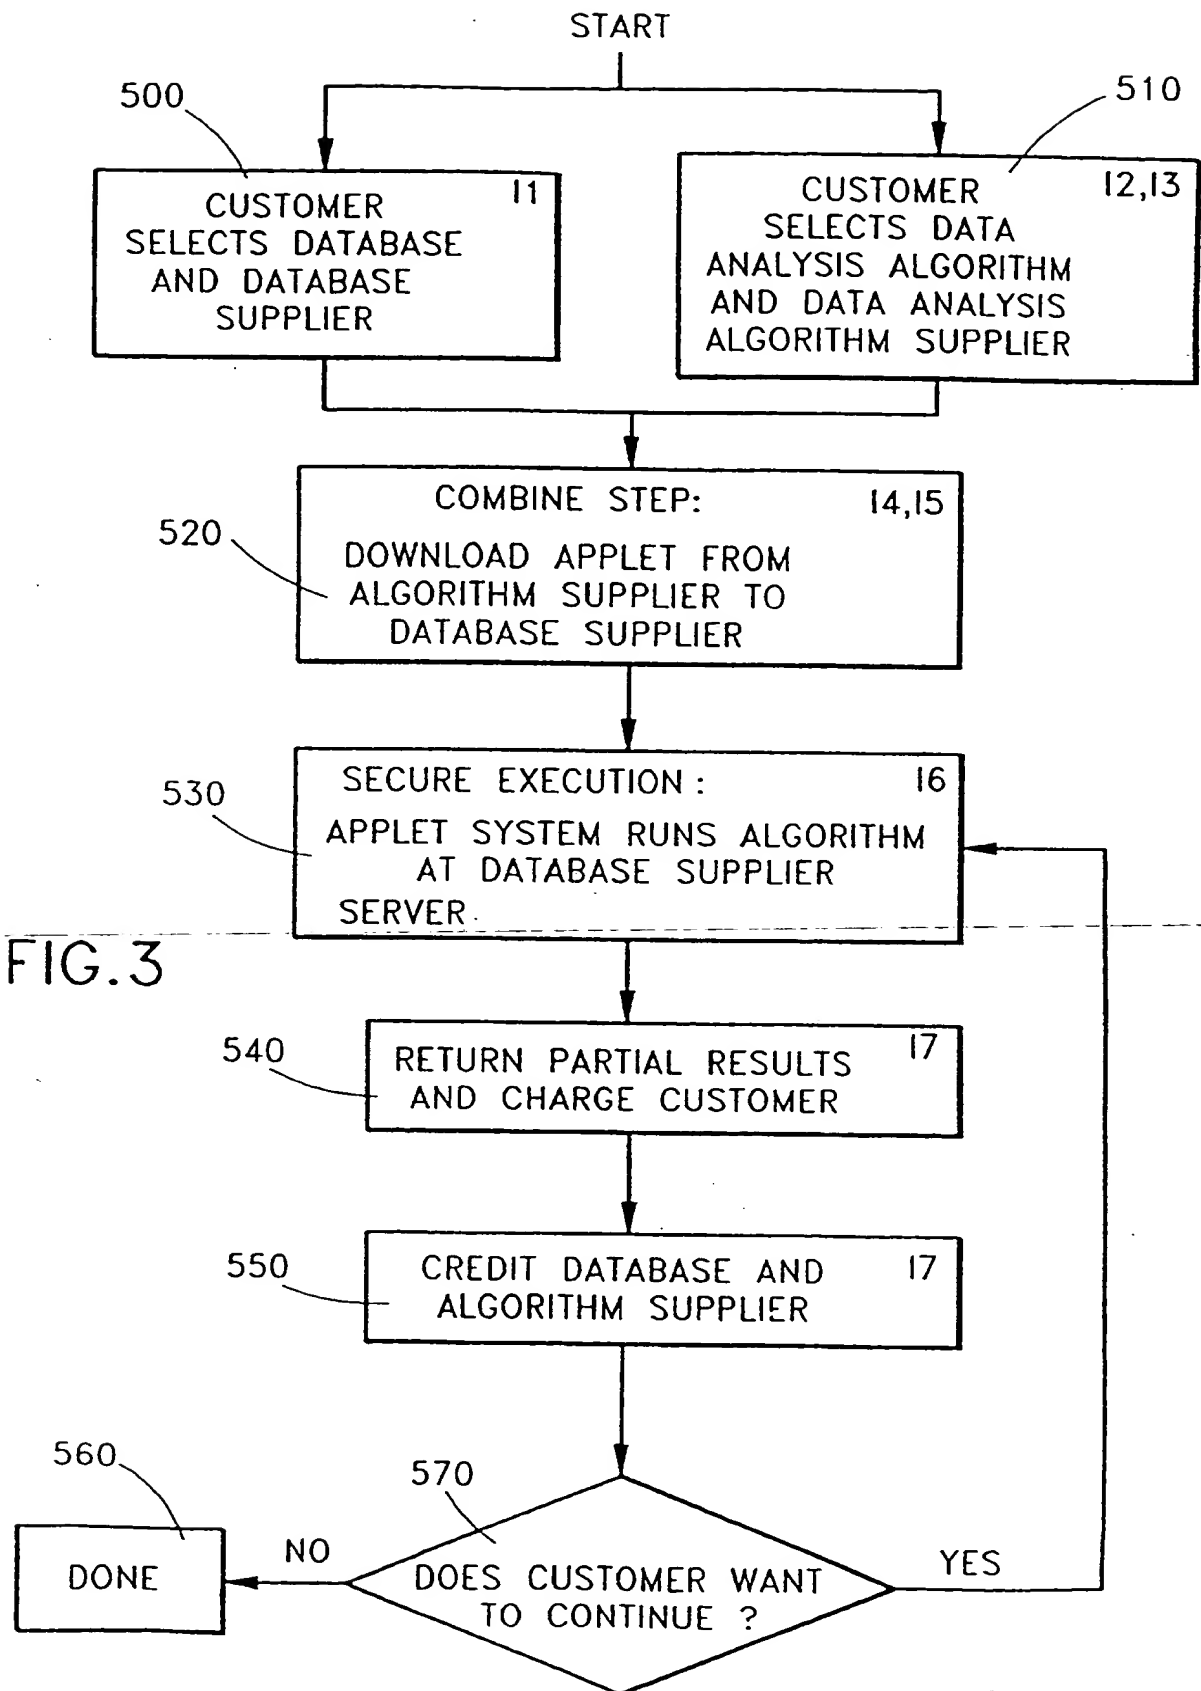 START
500
510
11
CUSTOMER
SELECTS DATABASE
AND DATABASE
SUPPLIER
12,13
CUSTOMER
SELECTS DATA
ANALYSIS ALGORITHM
AND DATA ANALYSIS
ALGORITHM SUPPLIER
520
COMBINE STEP:
14,15
DOWNLOAD APPLET FROM
ALGORITHM SUPPLIER TO
DATABASE SUPPLIER
530
SECURE EXECUTION:
16
APPLET SYSTEM RUNS ALGORITHM
AT DATABASE SUPPLIER
SERVER
FIG.3
540
RETURN PARTIAL RESULTS
AND CHARGE CUSTOMER
17
550
CREDIT DATABASE AND
ALGORITHM SUPPLIER
17
560
DONE
570
NO
DOES CUSTOMER WANT
TO CONTINUE ?
YES